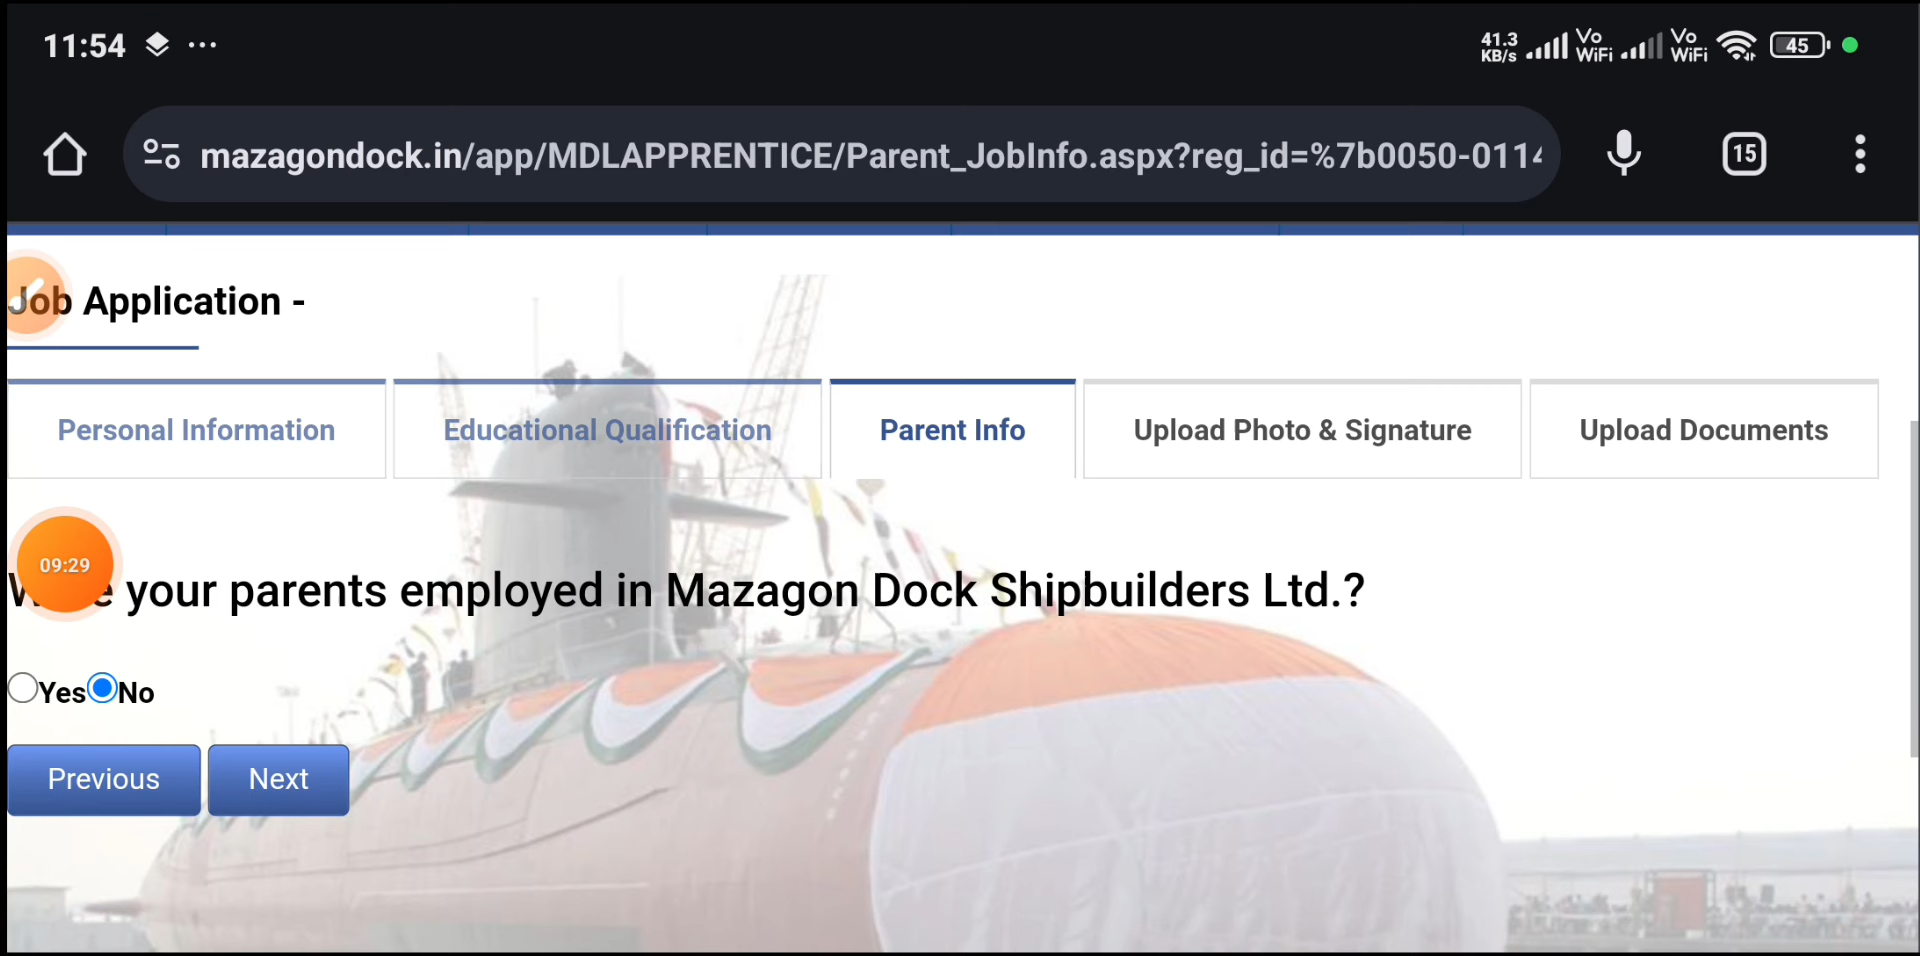 11:54 ...
41.3 KB/s Vo WiFi Vo WiFi 45
mazagondock.in/app/MDLAPPRENTICE/Parent_JobInfo.aspx?reg_id=%7b0050-0114
15
Job Application -
Personal Information
Educational Qualification
Parent Info
Upload Photo & Signature
Upload Documents
09:29
your parents employed in Mazagon Dock Shipbuilders Ltd.?
Yes No
Previous Next